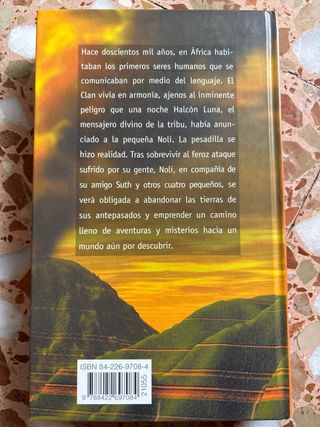 Hace doscientos mil años, en África habi-
taban los primeros seres humanos que se
comunicaban por medio del lenguaje. El
Clan vivía en armonía, ajenos al inminente
peligro que una noche Halcón Luna, el
mensajero divino de la tribu, había anun-
ciado a la pequeña Noli. La pesadilla se
hizo realidad. Tras sobrevivir al feroz ataque
sufrido por su gente, Noli, en compañía de
su amigo Suth y otros cuatro pequeños, se
verá obligada a abandonar las tierras de
sus antepasados y emprender un camino
lleno de aventuras y misterios hacia un
mundo aún por descubrir.
ISBN 84-226-9708-4
9 788422 697084
21055